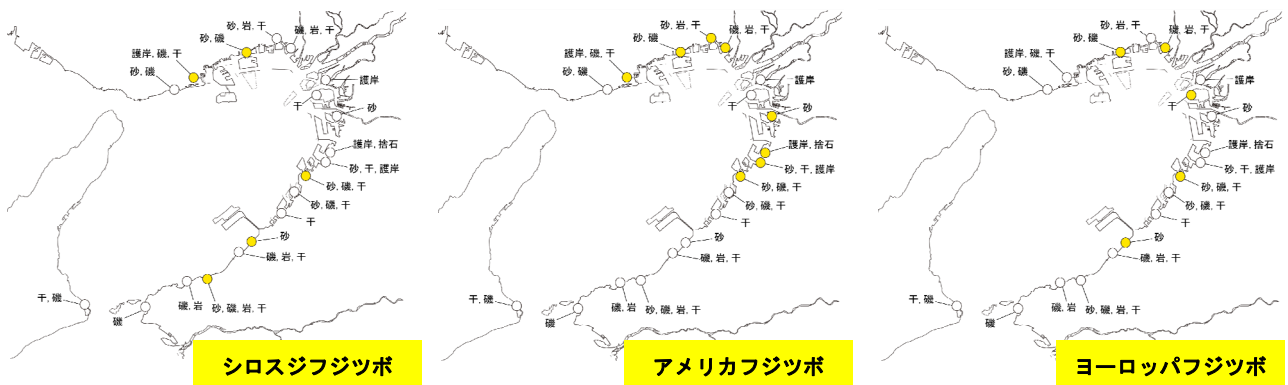 砂, 岩, 干
磯, 岩, 干
砂, 磯
護岸, 磯, 干
砂, 磯
護岸
干
砂
護岸, 捨石
砂, 干, 護岸
砂, 磯, 干
砂, 磯, 干
干
砂
磯, 岩, 干
砂, 磯, 岩, 干
磯, 岩
磯
干, 磯
シロスジフジツボ
砂, 岩, 干
磯, 岩, 干
砂, 磯
護岸, 磯, 干
砂, 磯
護岸
干
砂
護岸, 捨石
砂, 干, 護岸
砂, 磯, 干
砂, 磯, 干
干
砂
磯, 岩, 干
砂, 磯, 岩, 干
磯, 岩
磯
干, 磯
アメリカフジツボ
砂, 岩, 干
磯, 岩, 干
砂, 磯
護岸, 磯, 干
砂, 磯
護岸
干
砂
護岸, 捨石
砂, 干, 護岸
砂, 磯, 干
砂, 磯, 干
干
砂
磯, 岩, 干
砂, 磯, 岩, 干
磯, 岩
磯
干, 磯
ヨーロッパフジツボ